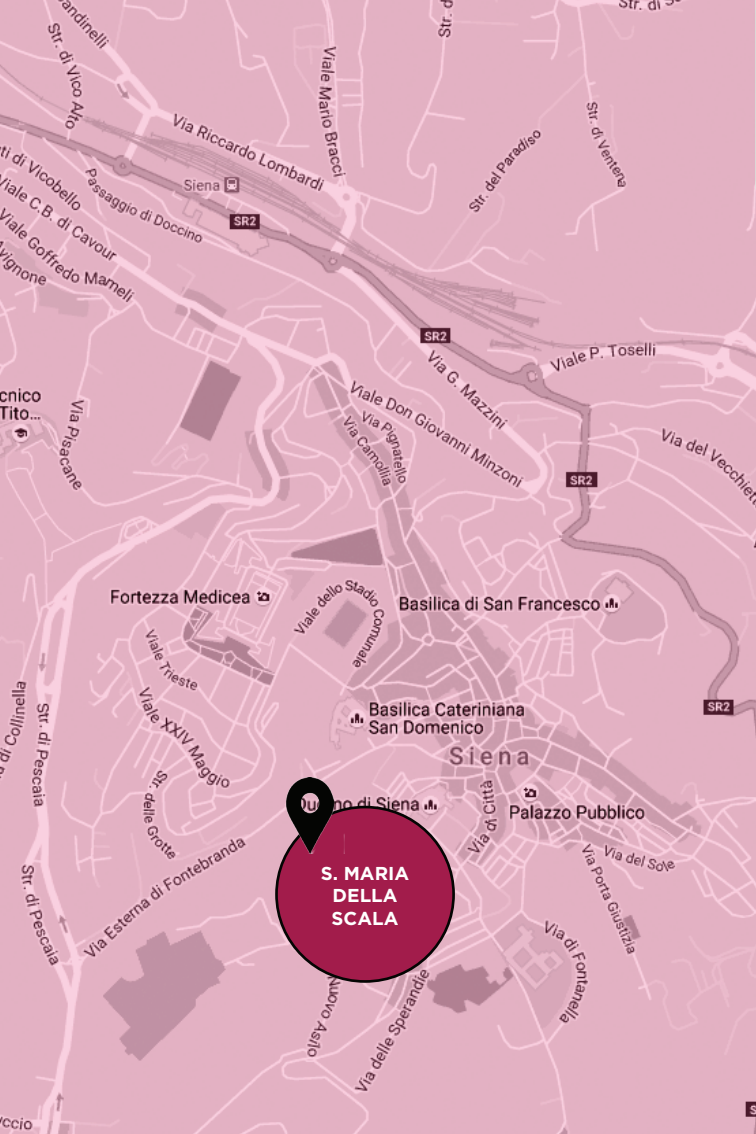 Str. di
Str. di Vico Alto
Viale Mario Bracci
Via Riccardo Lombardi
Str. di Ventena
Str. del Paradiso
Siena
ti di Vicobello
Passaggio di Doccino
Viale C.B. di Cavour
SR2
Viale Goffredo Mameli
SR2
Viale P. Toselli
Via G. Mazzini
cnico
Tito...
Viale Don Giovanni Minzoni
Via Pisacane
Via Pignatello
Via Camollia
Via del Vecchiet
SR2
Fortezza Medicea
Viale dello Stadio Comunale
Basilica di San Francesco
Viale Trieste
Viale XXIV Maggio
Basilica Cateriniana
San Domenico
SR2
di Collinella
Str. di Pescaia
Siena
Str. delle Grotte
Duomo di Siena
Via di Città
Palazzo Pubblico
Via Esterna di Fontebranda
Str. di Pescaia
S. MARIA
DELLA
SCALA
Via del Sole
Via Porta Giustizia
Via di Fontanella
Nuovo Asilo
Via delle Sperandie
uccio